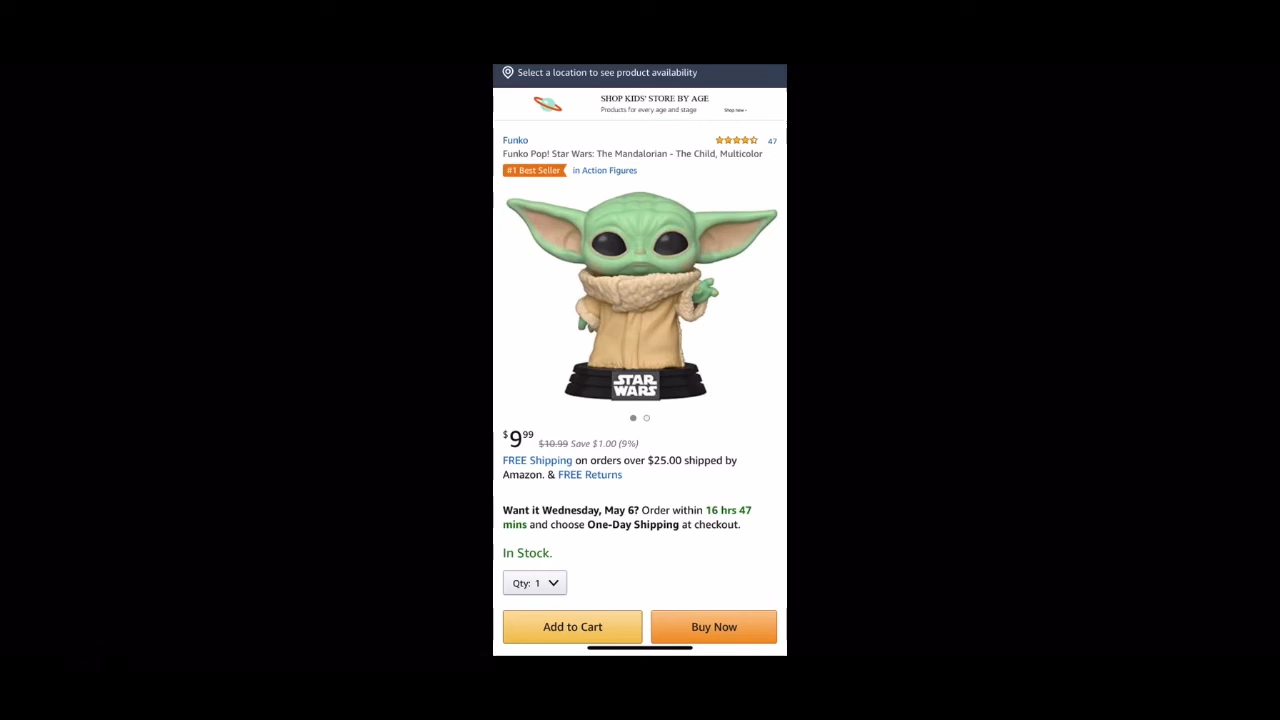 Select a location to see product availability
SHOP KIDS' STORE BY AGE
Products for every age and stage
Shop now ›
Funko
47
Funko Pop! Star Wars: The Mandalorian - The Child, Multicolor
#1 Best Seller in Action Figures
STAR
WARS
$9.99 $10.99 Save $1.00 (9%)
FREE Shipping on orders over $25.00 shipped by
Amazon. & FREE Returns
Want it Wednesday, May 6? Order within 16 hrs 47
mins and choose One-Day Shipping at checkout.
In Stock.
Qty: 1
Add to Cart
Buy Now